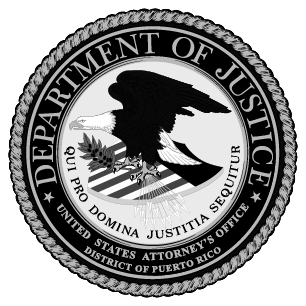 DEPARTMENT OF JUSTICE
QUI PRO DOMINA JUSTITIA SEQUITUR
UNITED STATES ATTORNEY'S OFFICE
DISTRICT OF PUERTO RICO